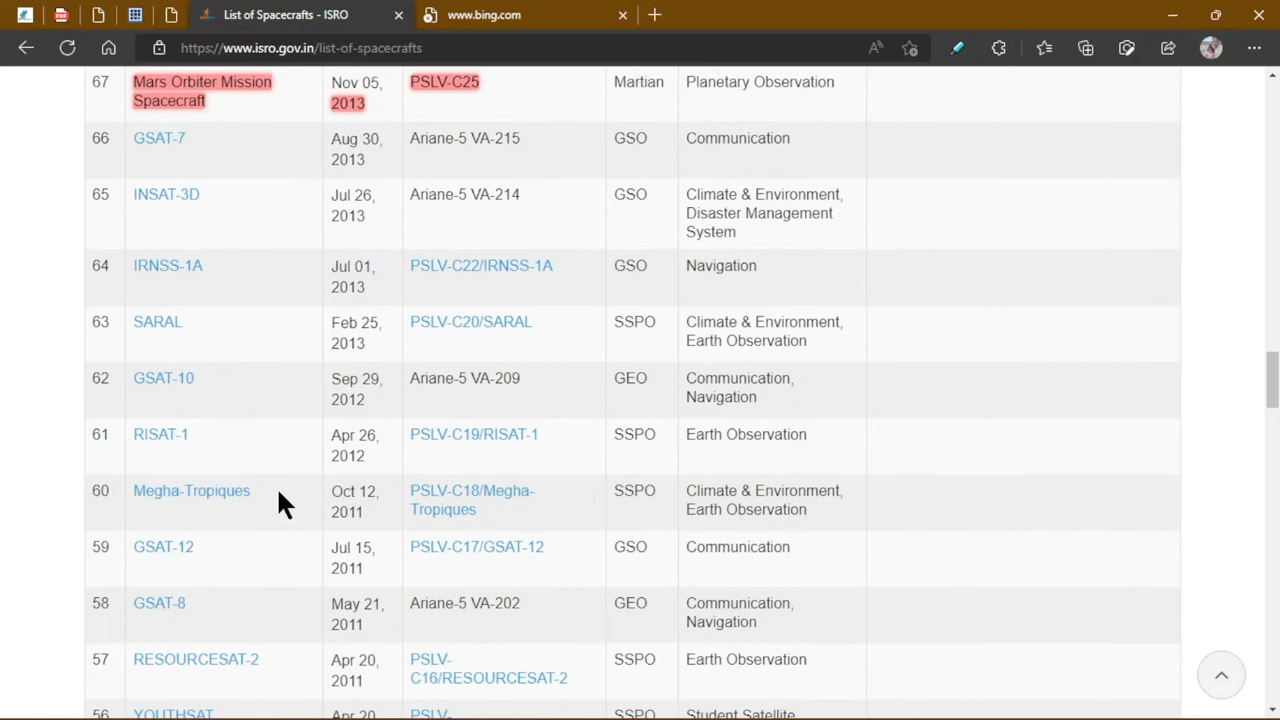 List of Spacecrafts - ISRO
www.bing.com
https://www.isro.gov.in/list-of-spacecrafts
67 Mars Orbiter Mission Nov 05, PSLV-C25 Martian Planetary Observation
Spacecraft 2013
66 GSAT-7 Aug 30, Ariane-5 VA-215 GSO Communication
2013
65 INSAT-3D Jul 26, Ariane-5 VA-214 GSO Climate & Environment,
2013 Disaster Management
System
64 IRNSS-1A Jul 01, PSLV-C22/IRNSS-1A GSO Navigation
2013
63 SARAL Feb 25, PSLV-C20/SARAL SSPO Climate & Environment,
2013 Earth Observation
62 GSAT-10 Sep 29, Ariane-5 VA-209 GEO Communication,
2012 Navigation
61 RISAT-1 Apr 26, PSLV-C19/RISAT-1 SSPO Earth Observation
2012
60 Megha-Tropiques Oct 12, PSLV-C18/Megha- SSPO Climate & Environment,
2011 Tropiques Earth Observation
59 GSAT-12 Jul 15, PSLV-C17/GSAT-12 GSO Communication
2011
58 GSAT-8 May 21, Ariane-5 VA-202 GEO Communication,
2011 Navigation
57 RESOURCESAT-2 Apr 20, PSLV- SSPO Earth Observation
2011 C16/RESOURCESAT-2
56 YOUTHSAT Apr 20, PSLV- SSPO Student Satellite